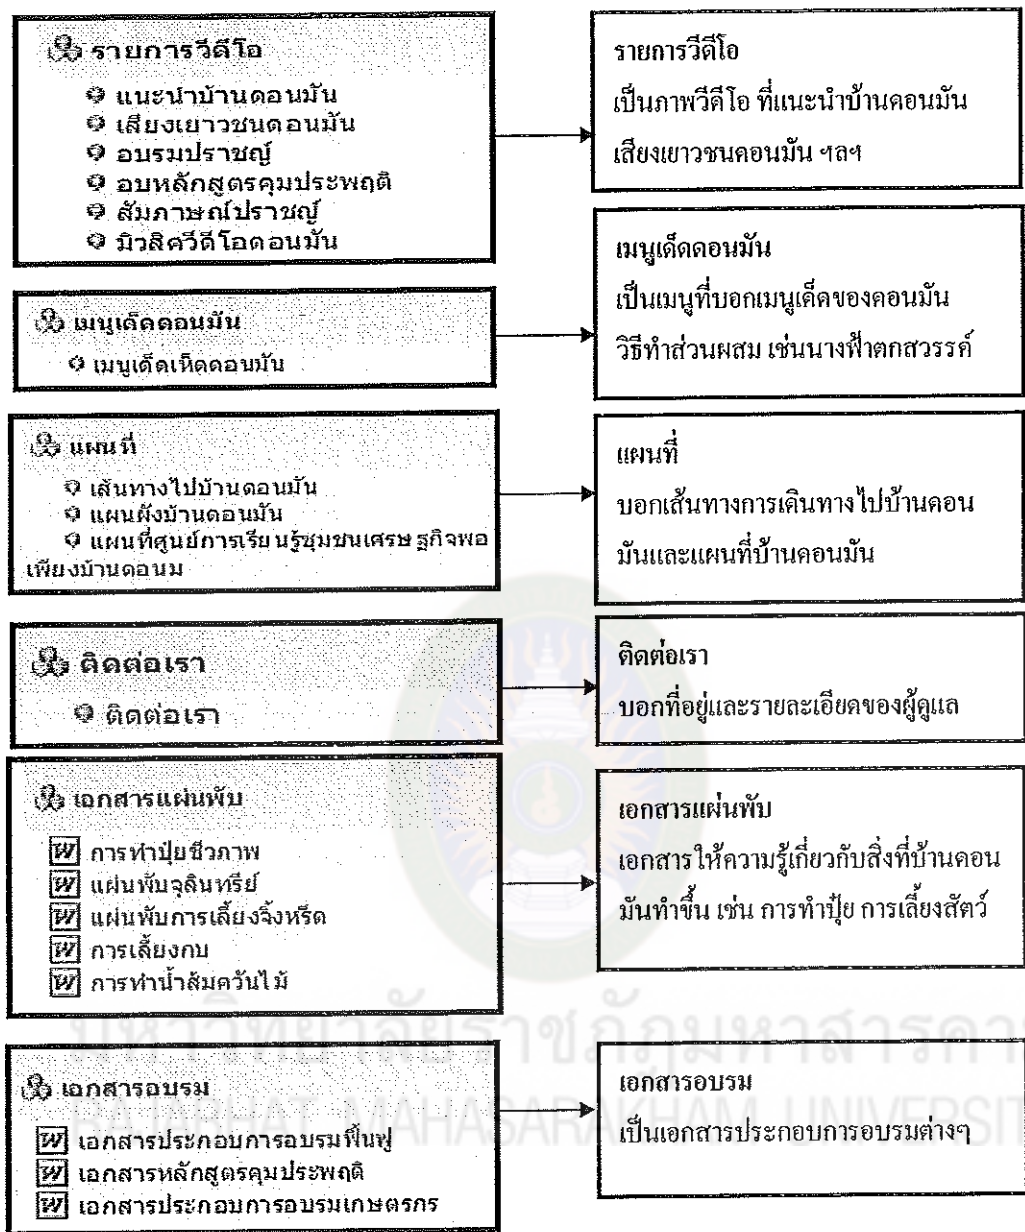 รายการวีดีโอ
แนะนำบ้านดอนมัน
เสียงเยาวชนดอนมัน
อบรมปราชญ์
อบหลักสูตรคุมประพฤติ
สัมภาษณ์ปราชญ์
มิวสิควีดีโอดอนมัน
รายการวีดีโอ
เป็นภาพวีดีโอ ที่แนะนำบ้านดอนมัน
เสียงเยาวชนดอนมัน ฯลฯ
เมนูเด็ดดอนมัน
เมนูเด็ดเห็ดดอนมัน
เมนูเด็ดดอนมัน
เป็นเมนูที่บอกเมนูเด็ดของดอนมัน
วิธีทำส่วนผสม เช่นนางฟ้าตกสวรรค์
แผนที่
เส้นทางไปบ้านดอนมัน
แผนผังบ้านดอนมัน
แผนที่ศูนย์การเรียนรู้ชุมชนเศรษฐกิจพอ
เพียงบ้านดอนม
แผนที่
บอกเส้นทางการเดินทางไปบ้านดอน
มันและแผนที่บ้านดอนมัน
ติดต่อเรา
ติดต่อเรา
ติดต่อเรา
บอกที่อยู่และรายละเอียดของผู้ดูแล
เอกสารแผ่นพับ
การทำปุ๋ยชีวภาพ
แผ่นพับจุลินทรีย์
แผ่นพับการเลี้ยงจิ้งหรีด
การเลี้ยงกบ
การทำน้ำส้มควันไม้
เอกสารแผ่นพับ
เอกสารให้ความรู้เกี่ยวกับสิ่งที่บ้านดอน
มันทำขึ้น เช่น การทำปุ๋ย การเลี้ยงสัตว์
มหาวิทยาลัยราชภัฏมหาสารคาม
RAJABHAT MAHASARAKHAM UNIVERSIT
เอกสารอบรม
เอกสารประกอบการอบรมฟื้นฟู
เอกสารหลักสูตรคุมประพฤติ
เอกสารประกอบการอบรมเกษตรกร
เอกสารอบรม
เป็นเอกสารประกอบการอบรมต่างๆ